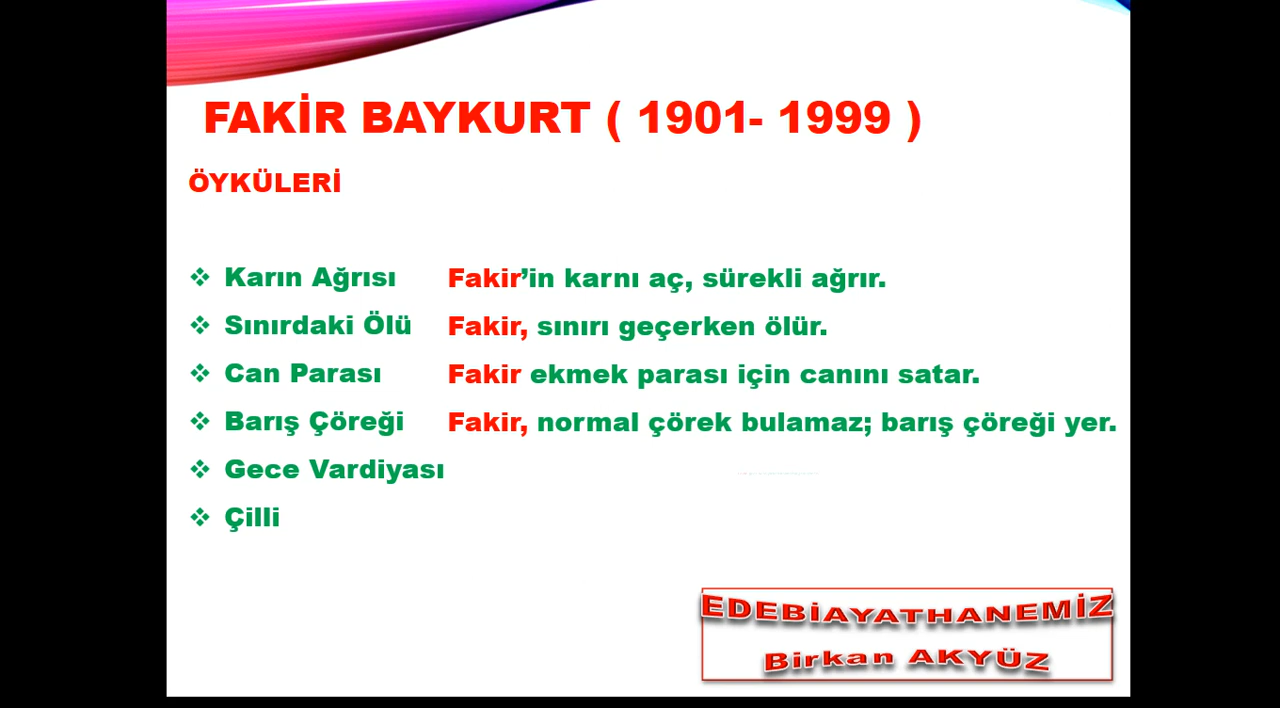 FAKİR BAYKURT ( 1901- 1999 )
ÖYKÜLERİ
❖ Karın Ağrısı Fakir’in karnı aç, sürekli ağrır.
❖ Sınırdaki Ölü Fakir, sınırı geçerken ölür.
❖ Can Parası Fakir ekmek parası için canını satar.
❖ Barış Çöreği Fakir, normal çörek bulamaz; barış çöreği yer.
❖ Gece Vardiyası
❖ Çilli
EDEBİAYATHANEMİZ
Birkan AKYÜZ